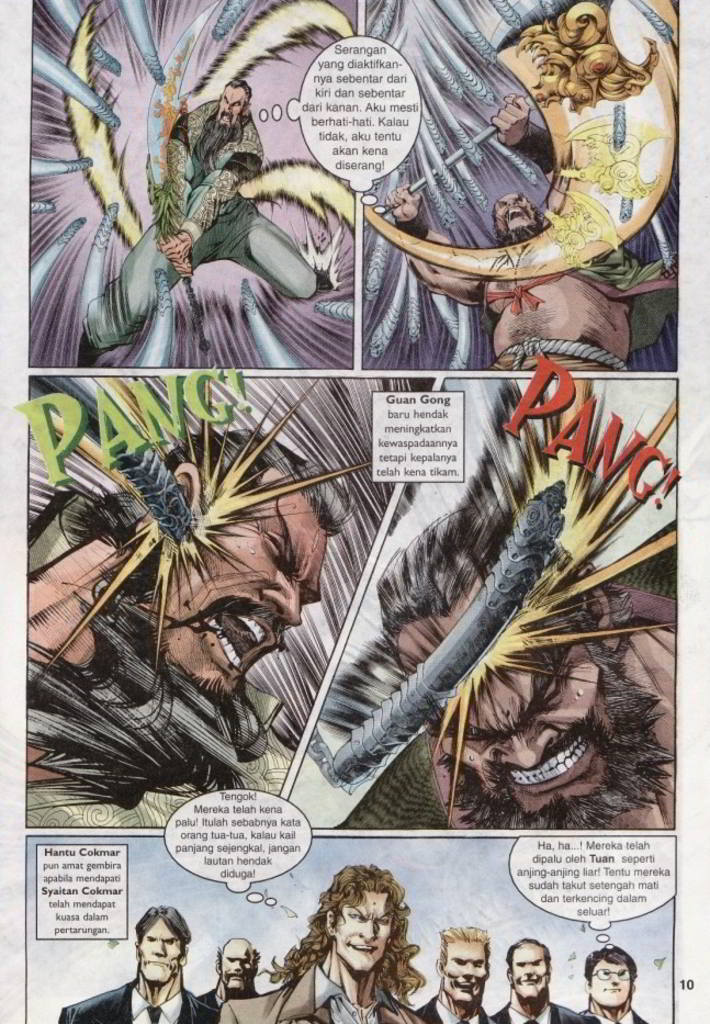 Serangan
yang diaktifkan-
nya sebentar dari
kiri dan sebentar
dari kanan. Aku mesti
berhati-hati. Kalau
tidak, aku tentu
akan kena
diserang!
PANG!
Guan Gong
baru hendak
meningkatkan
kewaspadaannya
tetapi kepalanya
telah kena tikam.
PANG!
Hantu Cokmar
pun amat gembira
apabila mendapati
Syaitan Cokmar
telah mendapat
kuasa dalam
pertarungan.
Tengok!
Mereka telah kena
palu! Itulah sebabnya kata
orang tua-tua, kalau kail
panjang sejengkal, jangan
lautan hendak
diduga!
Ha, ha...! Mereka telah
dipalu oleh Tuan seperti
anjing-anjing liar! Tentu mereka
sudah takut setengah mati
dan terkencing dalam
seluar!
10